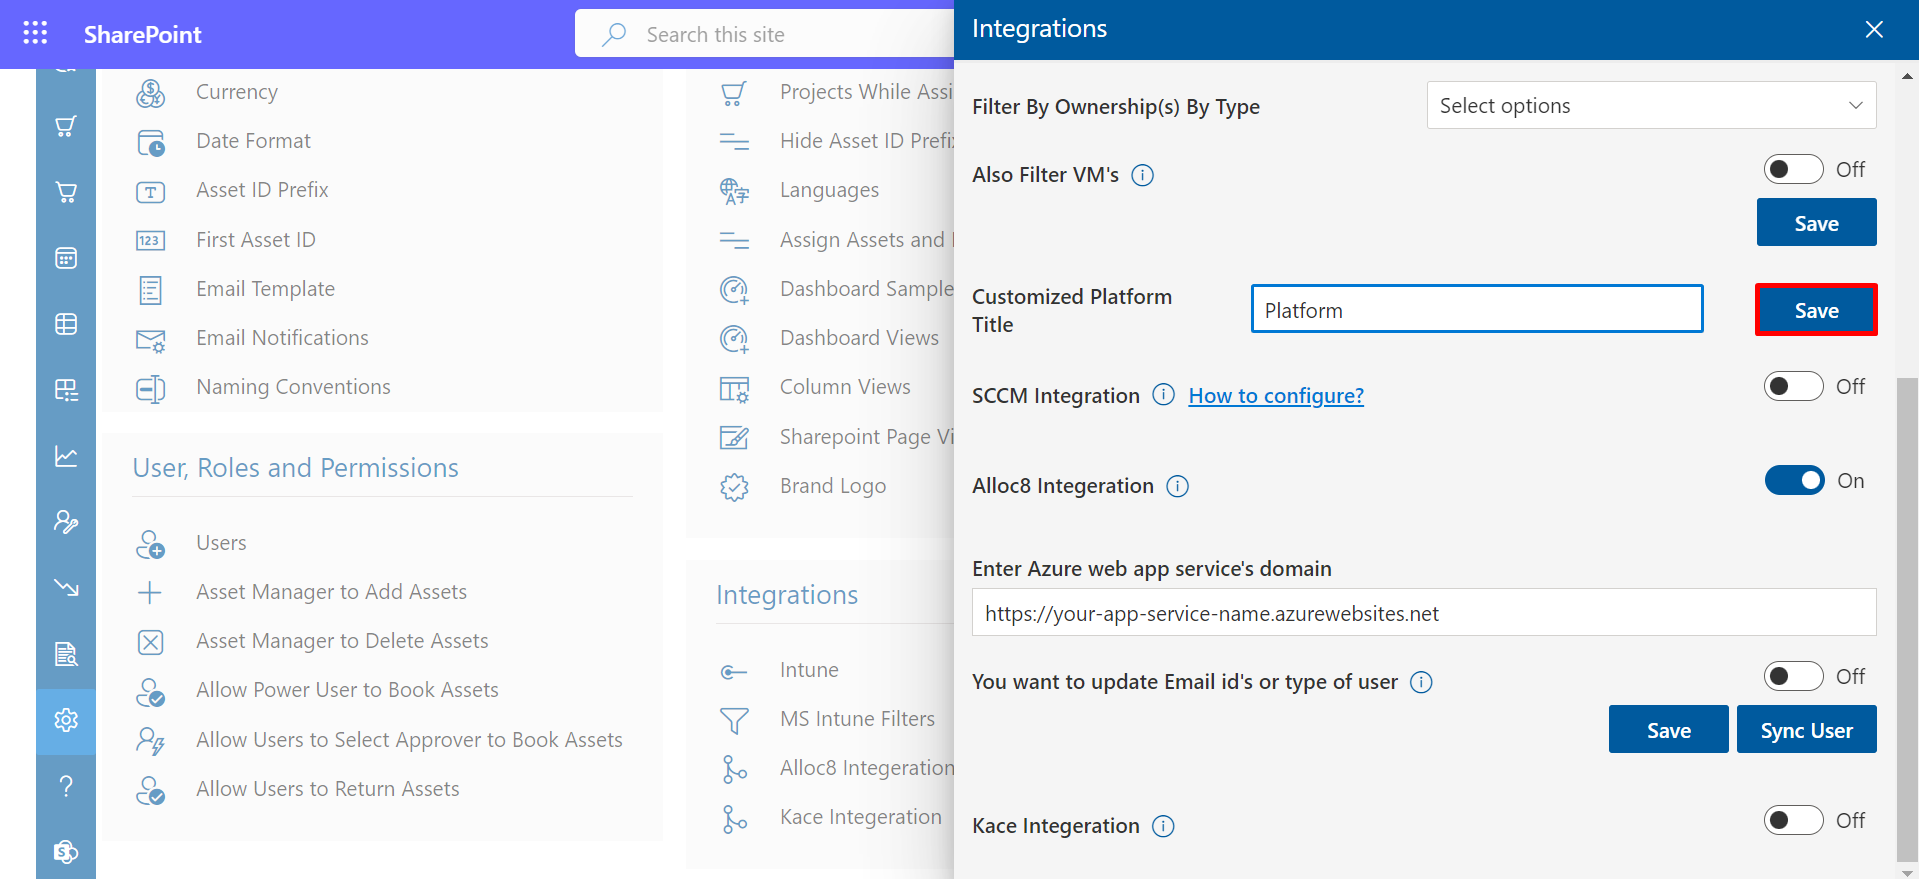 SharePoint
Search this site
Integrations
Currency
Date Format
Asset ID Prefix
First Asset ID
123
Email Template
Email Notifications
Naming Conventions
User, Roles and Permissions
Users
Asset Manager to Add Assets
Asset Manager to Delete Assets
Allow Power User to Book Assets
Allow Users to Select Approver to Book Assets
Allow Users to Return Assets
Projects While Assi
Hide Asset ID Prefi
Languages
Assign Assets and
Dashboard Sample
Dashboard Views
Column Views
Sharepoint Page Vi
Brand Logo
Integrations
Intune
MS Intune Filters
Alloc8 Integeration
Kace Integeration
Filter By Ownership(s) By Type
Select options
Also Filter VM's
Off
Save
Customized Platform
Title
Platform
Save
SCCM Integration
How to configure?
Off
Alloc8 Integeration
On
Enter Azure web app service's domain
https://your-app-service-name.azurewebsites.net
You want to update Email id's or type of user
Off
Save
Sync User
Kace Integeration
Off